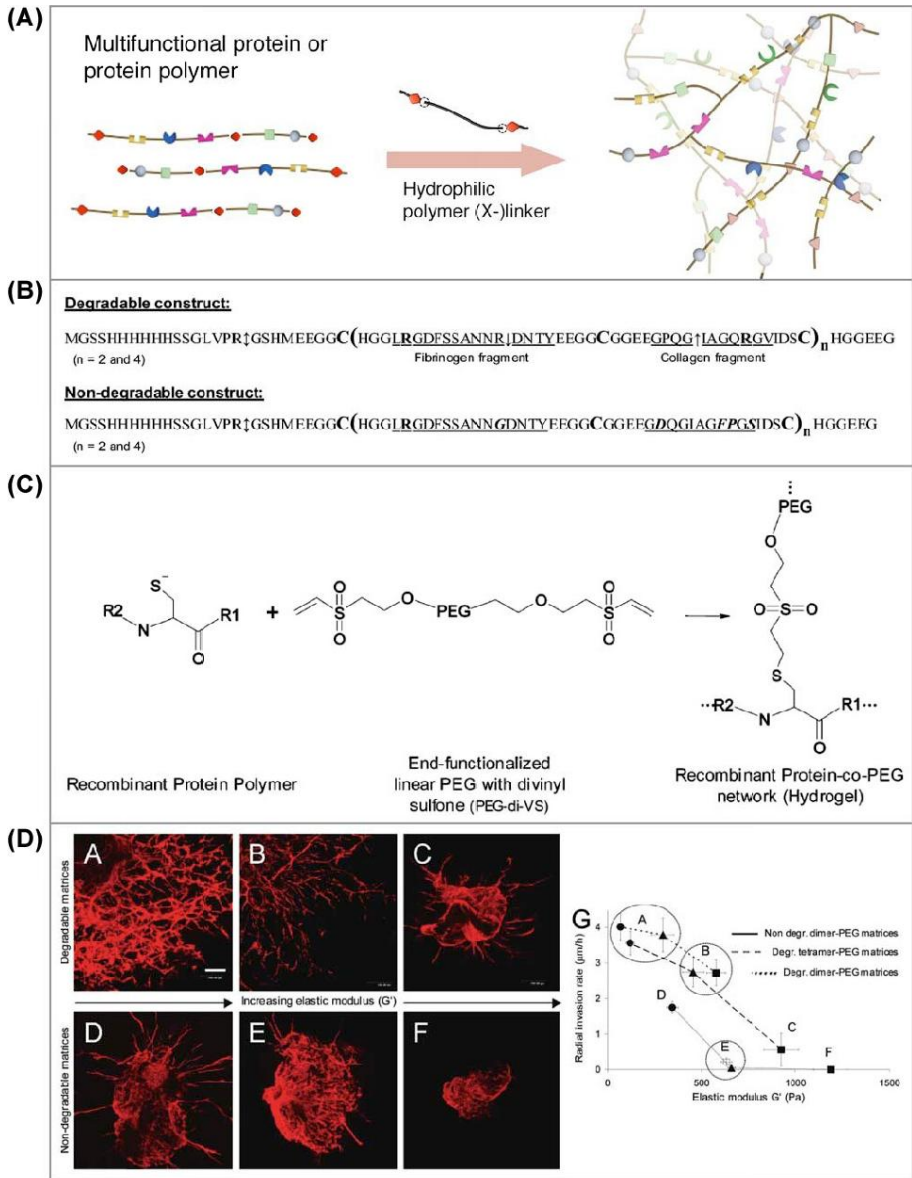 (A)
Multifunctional protein or
protein polymer
Hydrophilic
polymer (X-)linker
(B)
Degradable construct:
MGSSHHHHHHSSGLVPR↕GSHMEEGGC(HGGLRGDFSSANNR↓DNTYEEGGCGGEEGPQG↑IAGQRGVIDSC)nHGGEEG
(n = 2 and 4)
Fibrinogen fragment
Collagen fragment
Non-degradable construct:
MGSSHHHHHHSSGLVPR↕GSHMEEGGC(HGGLRGDFSSANNGDNTYEEGGCGGEEGDQGIAGFPGSIDSC)nHGGEEG
(n = 2 and 4)
(C)
S-
R2
N
R1
O
+
O
S
O
O
PEG
O
O
S
O
PEG
O
O=S=O
S
R2
N
R1
O
Recombinant Protein Polymer
End-functionalized
linear PEG with divinyl
sulfone (PEG-di-VS)
Recombinant Protein-co-PEG
network (Hydrogel)
(D)
Degradable matrices
A
B
C
Increasing elastic modulus (G')
Non-degradable matrices
D
E
F
G
Radial invasion rate (µm/h)
4
3
2
1
0
A
B
C
D
E
F
Non degr. dimer-PEG matrices
Degr. tetramer-PEG matrices
Degr. dimer-PEG matrices
0
500
1000
1500
Elastic modulus G' (Pa)